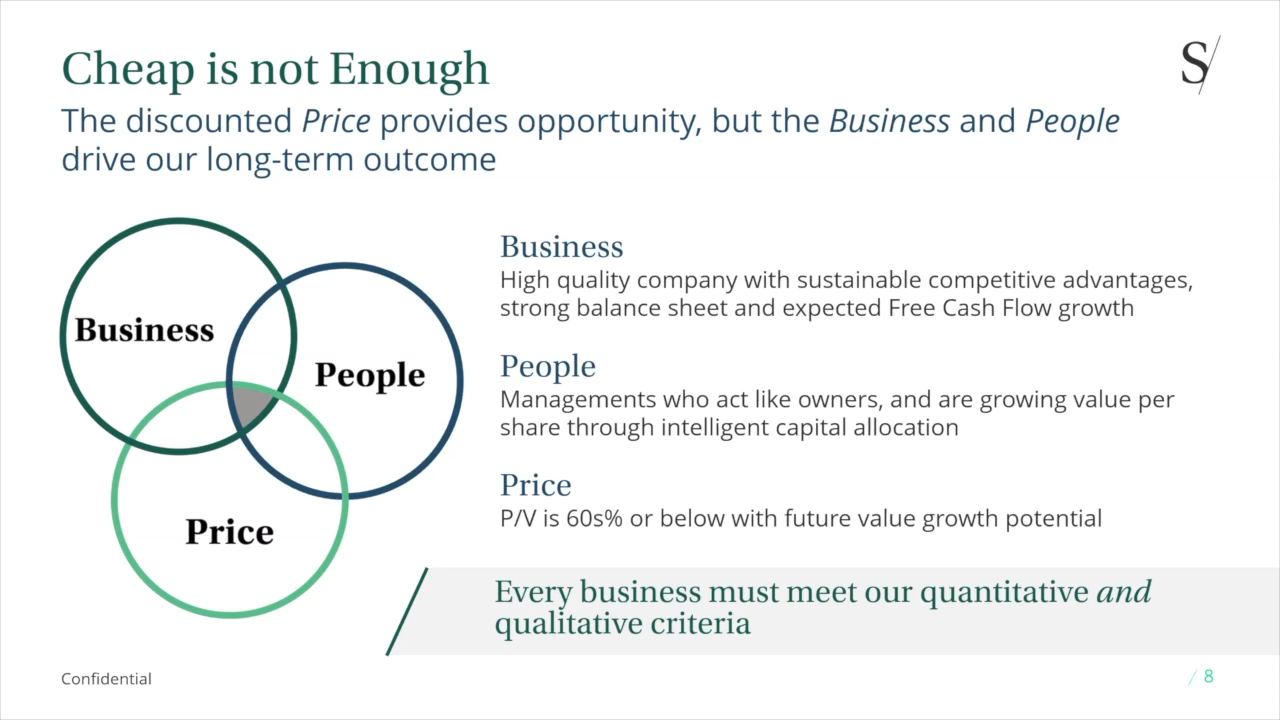 Cheap is not Enough
S/
The discounted Price provides opportunity, but the Business and People
drive our long-term outcome
Business
People
Price
Business
High quality company with sustainable competitive advantages,
strong balance sheet and expected Free Cash Flow growth
People
Managements who act like owners, and are growing value per
share through intelligent capital allocation
Price
P/V is 60s% or below with future value growth potential
Every business must meet our quantitative and
qualitative criteria
Confidential
/ 8